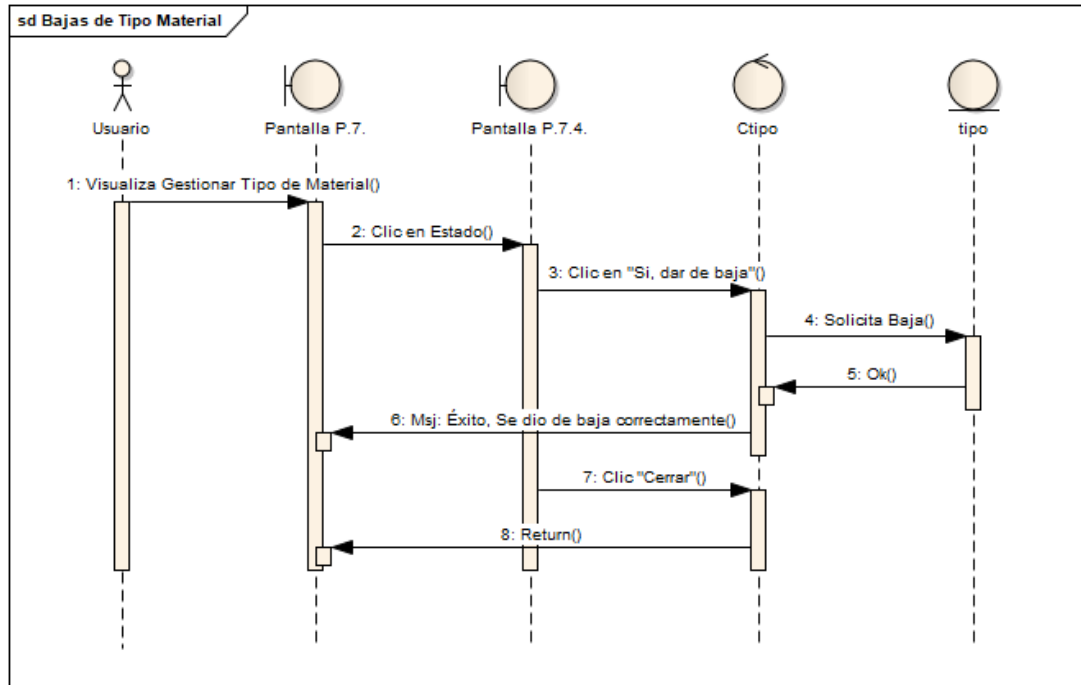 sd Bajas de Tipo Material
Usuario
Pantalla P.7.
Pantalla P.7.4.
Ctipo
tipo
1: Visualiza Gestionar Tipo de Material()
2: Clic en Estado()
3: Clic en "Si, dar de baja"()
4: Solicita Baja()
5: Ok()
6: Msj: Éxito, Se dio de baja correctamente()
7: Clic "Cerrar"()
8: Return()